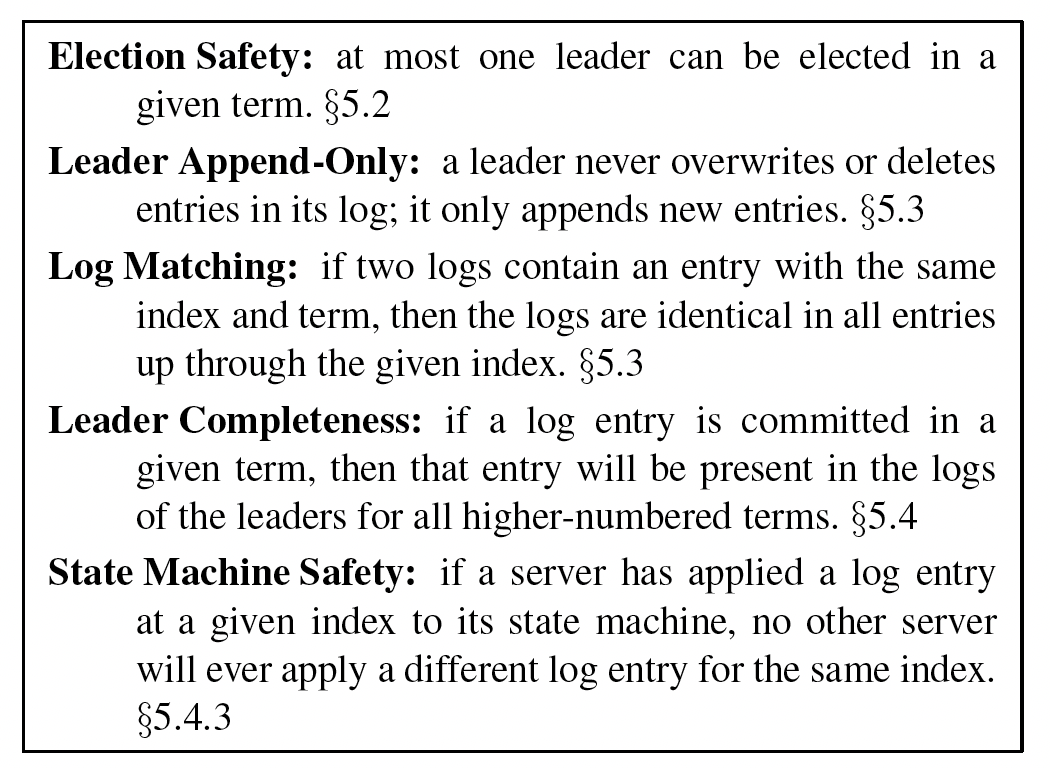 Election Safety: at most one leader can be elected in a
given term. §5.2
Leader Append-Only: a leader never overwrites or deletes
entries in its log; it only appends new entries. §5.3
Log Matching: if two logs contain an entry with the same
index and term, then the logs are identical in all entries
up through the given index. §5.3
Leader Completeness: if a log entry is committed in a
given term, then that entry will be present in the logs
of the leaders for all higher-numbered terms. §5.4
State Machine Safety: if a server has applied a log entry
at a given index to its state machine, no other server
will ever apply a different log entry for the same index.
§5.4.3